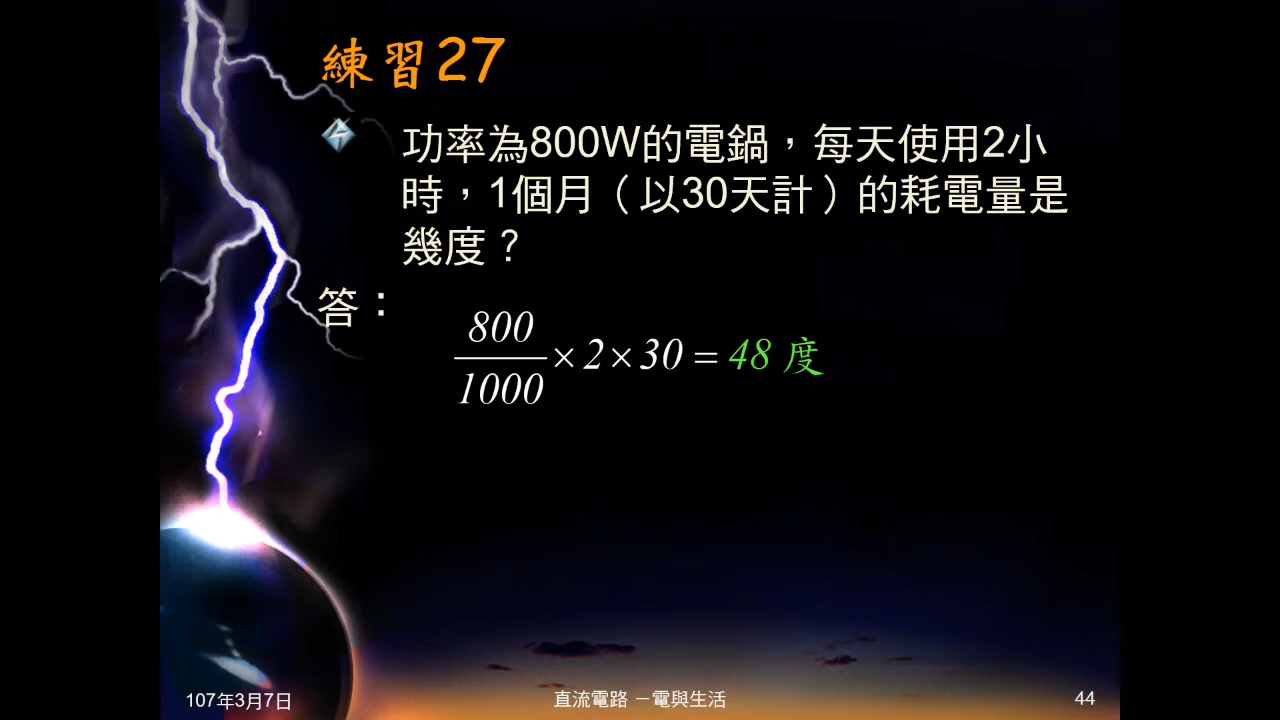 練習27
功率為800W的電鍋，每天使用2小
時，1個月（以30天計）的耗電量是
幾度？
答：
800/1000 × 2 × 30 = 48 度
107年3月7日
直流電路 －電與生活
44